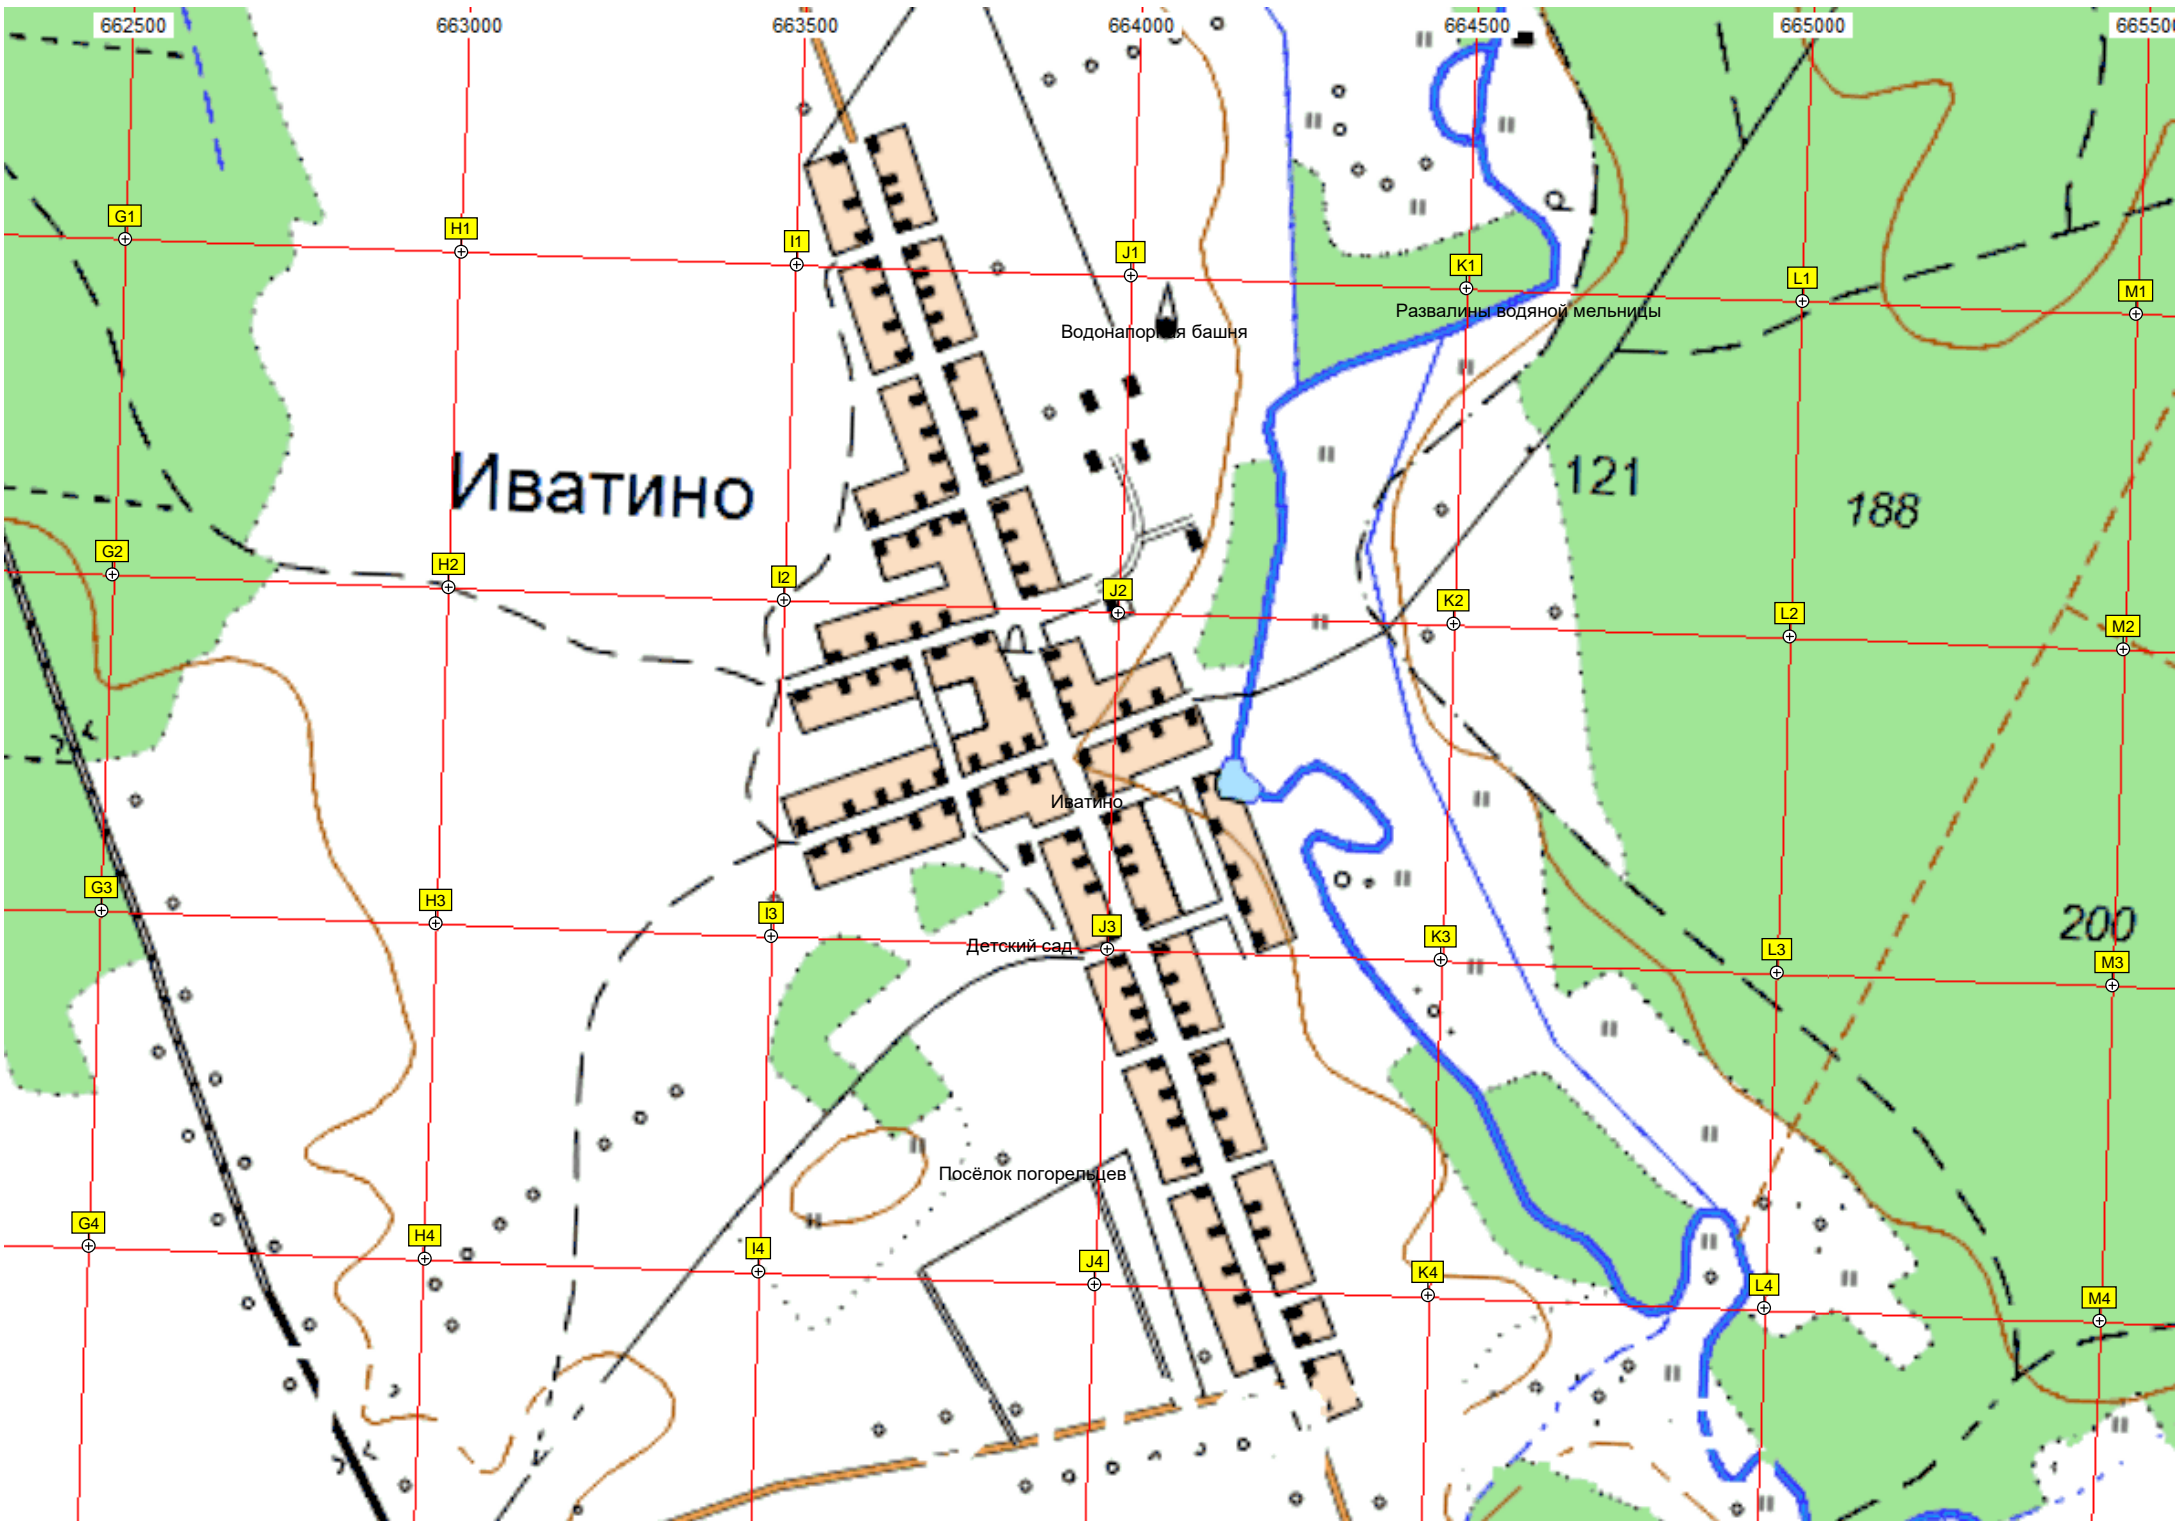 662500 663000 663500 664000 664500 665000 665500
G1 H1 I1 J1 K1 L1 M1
Развалины водяной мельницы
Водонапорная башня
Иватино
121
188
G2 H2 I2 J2 K2 L2 M2
Иватино
G3 H3 I3 J3 K3 L3 M3
200
Детский сад
Посёлок погорельцев
G4 H4 I4 J4 K4 L4 M4